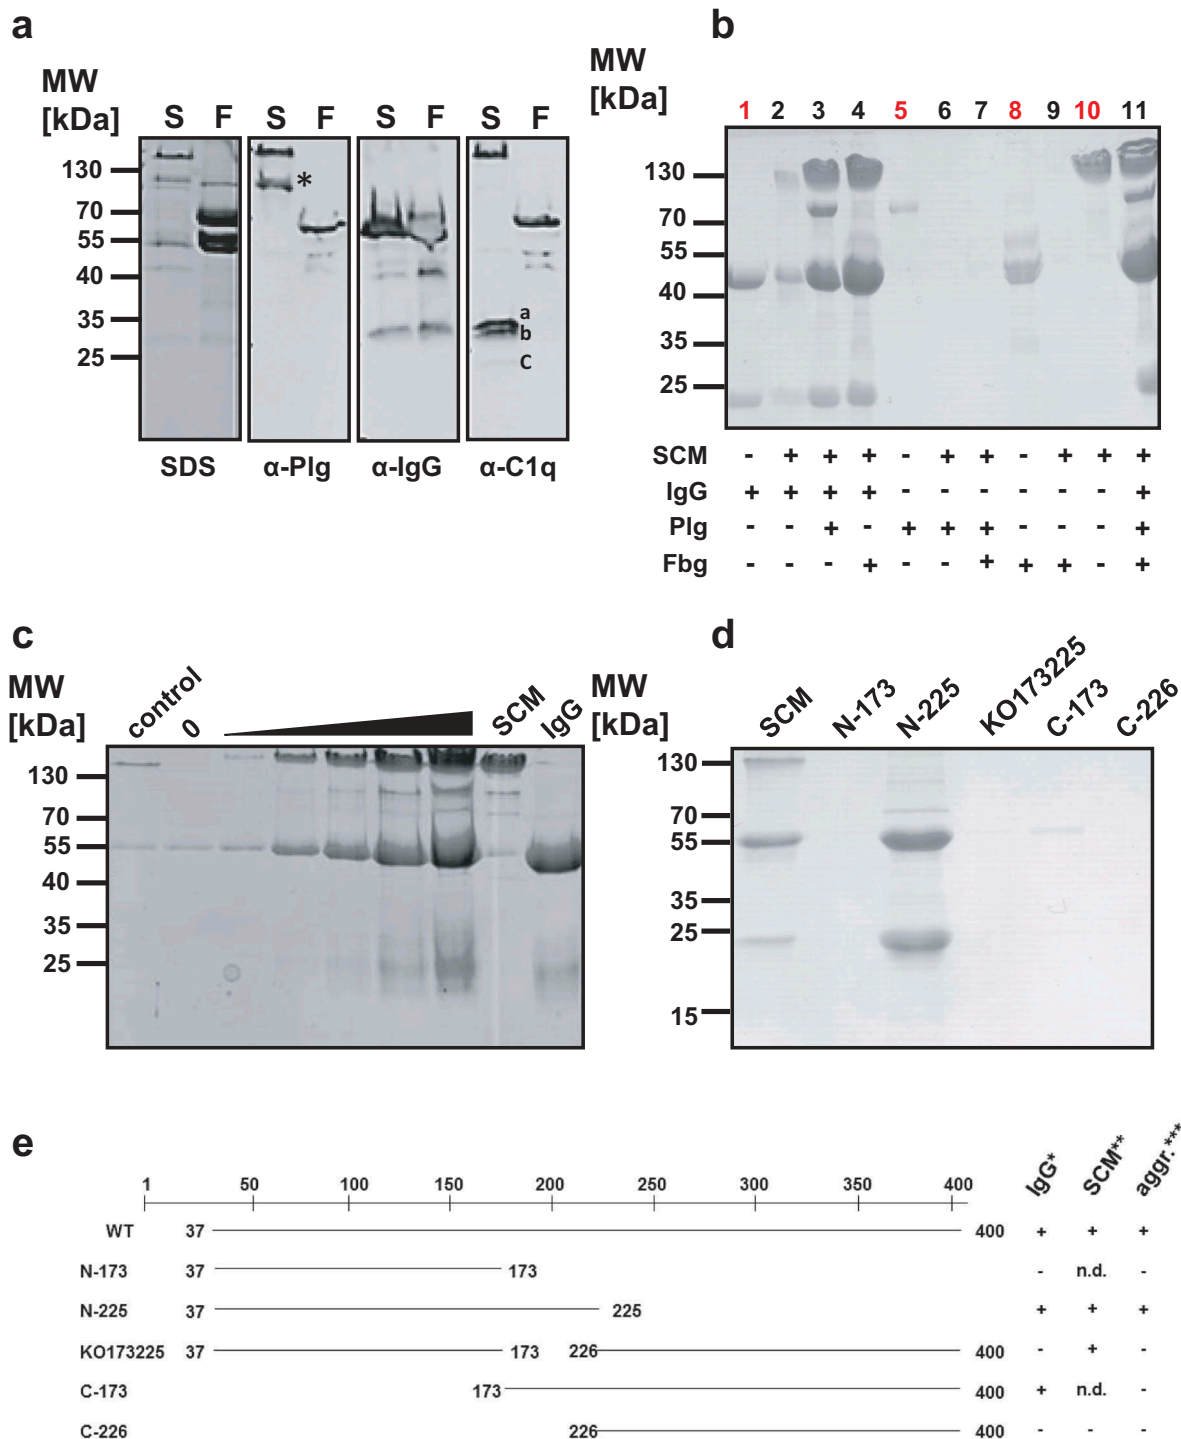 a
MW
[kDa]
S F S F S F S F
130
70
55
40
35
25
*
a
b
C
SDS α-Plg α-IgG α-C1q
b
MW
[kDa]
1 2 3 4 5 6 7 8 9 10 11
130
70
55
40
35
25
SCM - + + + - + + - + + +
IgG + + + + - - - - - - +
Plg - - + - + + + - - - +
Fbg - - - + - - + + + - +
c
MW
[kDa]
control 0 SCM IgG
130
70
55
40
35
25
d
MW
[kDa]
SCM N-173 N-225 KO173225 C-173 C-226
130
70
55
35
25
15
e
IgG* SCM** aggr.***
1 50 100 150 200 250 300 350 400
WT 37 400 + + +
N-173 37 173 - n.d. -
N-225 37 225 + + +
KO173225 37 173 226 400 - + -
C-173 173 400 + n.d. -
C-226 226 400 - - -